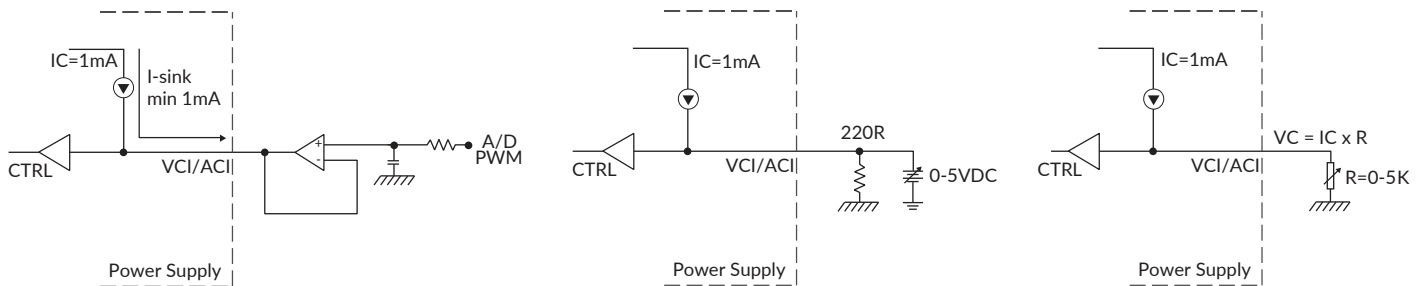 IC=1mA
I-sink
min 1mA
CTRL
VCI/ACI
+
-
A/D
PWM
Power Supply
IC=1mA
CTRL
VCI/ACI
220R
0-5VDC
Power Supply
IC=1mA
CTRL
VCI/ACI
VC = IC x R
R=0-5K
Power Supply